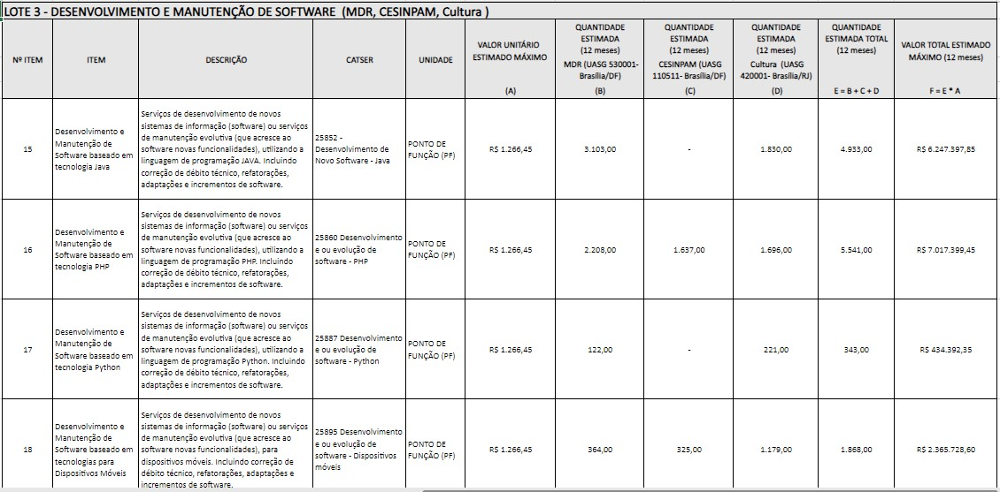 LOTE 3 - DESENVOLVIMENTO E MANUTENÇÃO DE SOFTWARE (MDR, CESINPAM, Cultura )
Nº ITEM
ITEM
DESCRIÇÃO
CATSER
UNIDADE
VALOR UNITÁRIO
ESTIMADO MÁXIMO
(A)
QUANTIDADE
ESTIMADA
(12 meses)
MDR (UASG 530001-
Brasília/DF)
(B)
QUANTIDADE
ESTIMADA
(12 meses)
CESINPAM (UASG
110511- Brasília/DF)
(C)
QUANTIDADE
ESTIMADA
(12 meses)
Cultura (UASG
420001- Brasília/RJ)
(D)
QUANTIDADE
ESTIMADA TOTAL
(12 meses)
E = B + C + D
VALOR TOTAL ESTIMADO
MÁXIMO (12 meses)
F = E * A
15
Desenvolvimento e
Manutenção de
Software baseado em
tecnologia Java
Serviços de desenvolvimento de novos
sistemas de informação (software) ou serviços
de manutenção evolutiva (que acresce ao
software novas funcionalidades), utilizando a
linguagem de programação JAVA. Incluindo
correção de débito técnico, refatorações,
adaptações e incrementos de software.
25852 -
Desenvolvimento de
Novo Software - Java
PONTO DE
FUNÇÃO (PF)
R$ 1.266,45
3.103,00
-
1.830,00
4.933,00
R$ 6.247.397,85
16
Desenvolvimento e
Manutenção de
Software baseado em
tecnologia PHP
Serviços de desenvolvimento de novos
sistemas de informação (software) ou serviços
de manutenção evolutiva (que acresce ao
software novas funcionalidades), utilizando a
linguagem de programação PHP. Incluindo
correção de débito técnico, refatorações,
adaptações e incrementos de software.
25860 Desenvolvimento
e ou evolução de
software - PHP
PONTO DE
FUNÇÃO (PF)
R$ 1.266,45
2.208,00
1.637,00
1.696,00
5.541,00
R$ 7.017.399,45
17
Desenvolvimento e
Manutenção de
Software baseado em
tecnologia Python
Serviços de desenvolvimento de novos
sistemas de informação (software) ou serviços
de manutenção evolutiva (que acresce ao
software novas funcionalidades), utilizando a
linguagem de programação Python. Incluindo
correção de débito técnico, refatorações,
adaptações e incrementos de software.
25887 Desenvolvimento
e ou evolução de
software - Python
PONTO DE
FUNÇÃO (PF)
R$ 1.266,45
122,00
-
221,00
343,00
R$ 434.392,35
18
Desenvolvimento e
Manutenção de
Software baseado em
tecnologias para
Dispositivos Móveis
Serviços de desenvolvimento de novos
sistemas de informação (software) ou serviços
de manutenção evolutiva (que acresce ao
software novas funcionalidades), para
dispositivos móveis. Incluindo correção de
débito técnico, refatorações, adaptações e
incrementos de software.
25895 Desenvolvimento
e ou evolução de
software - Dispositivos
móveis
PONTO DE
FUNÇÃO (PF)
R$ 1.266,45
364,00
325,00
1.179,00
1.868,00
R$ 2.365.728,60